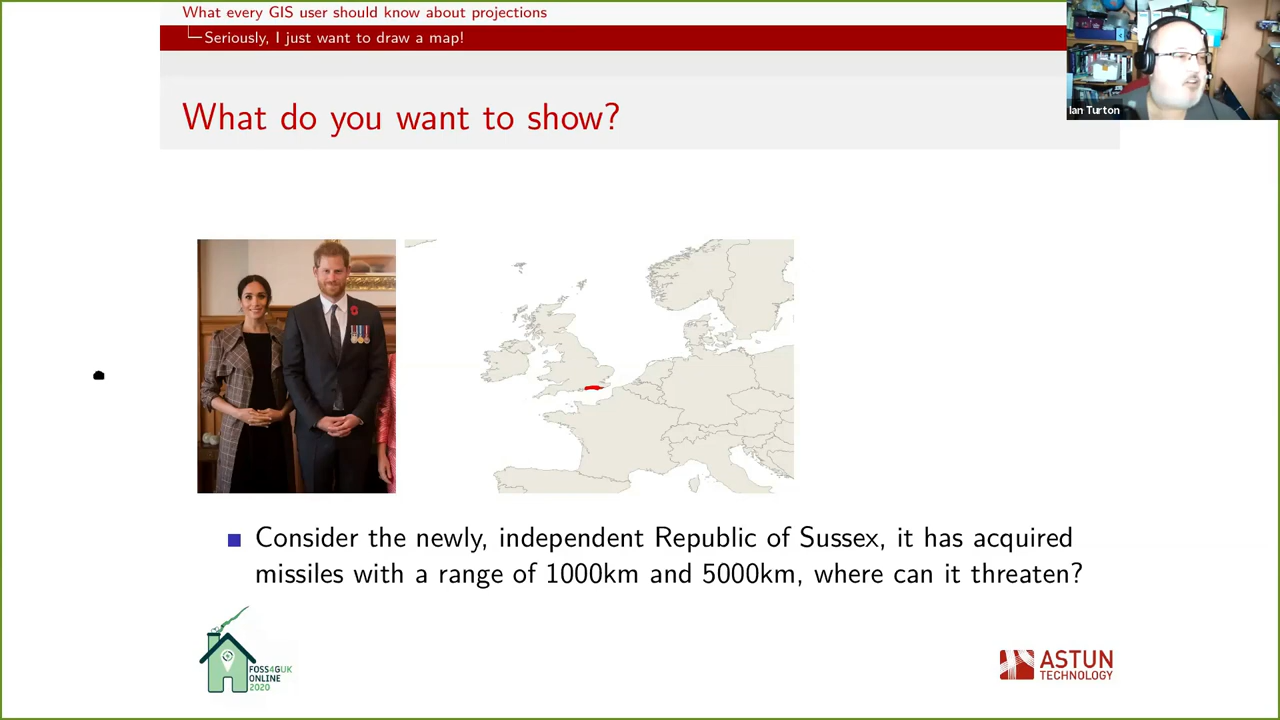 What every GIS user should know about projections
Seriously, I just want to draw a map!
Ian Turton
What do you want to show?
Consider the newly, independent Republic of Sussex, it has acquired
missiles with a range of 1000km and 5000km, where can it threaten?
FOSS4GUK
ONLINE
2020
ASTUN
TECHNOLOGY